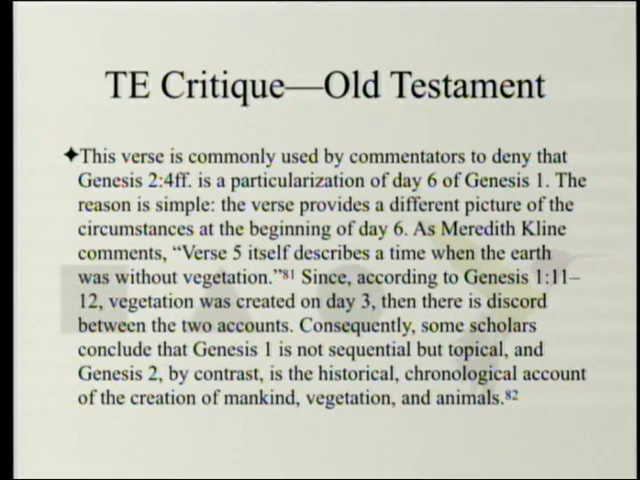 TE Critique—Old Testament
✦This verse is commonly used by commentators to deny that
Genesis 2:4ff. is a particularization of day 6 of Genesis 1. The
reason is simple: the verse provides a different picture of the
circumstances at the beginning of day 6. As Meredith Kline
comments, “Verse 5 itself describes a time when the earth
was without vegetation.”81 Since, according to Genesis 1:11–
12, vegetation was created on day 3, then there is discord
between the two accounts. Consequently, some scholars
conclude that Genesis 1 is not sequential but topical, and
Genesis 2, by contrast, is the historical, chronological account
of the creation of mankind, vegetation, and animals.82